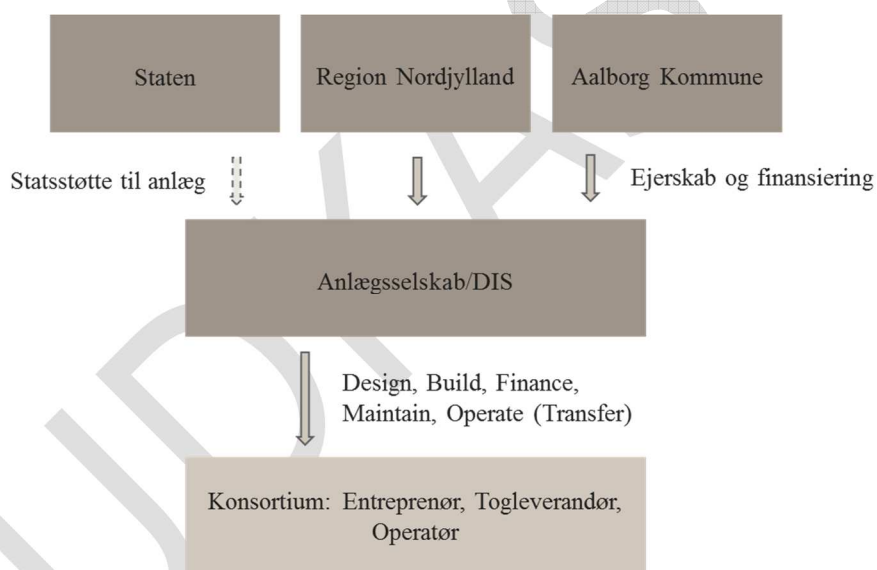 Staten
Region Nordjylland
Aalborg Kommune
Statsstøtte til anlæg
Ejerskab og finansiering
Anlægsselskab/DIS
Design, Build, Finance,
Maintain, Operate (Transfer)
Konsortium: Entreprenør, Togleverandør,
Operatør
UDKAS